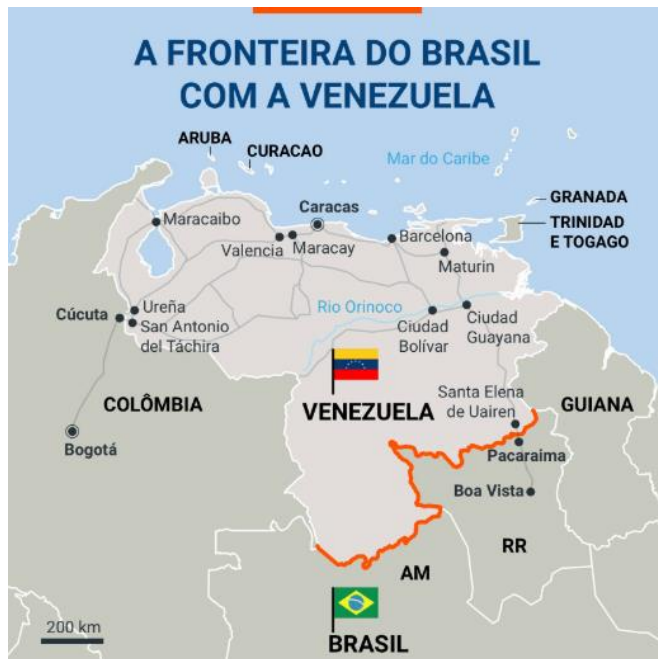 A FRONTEIRA DO BRASIL
COM A VENEZUELA
ARUBA
CURACAO
Mar do Caribe
GRANADA
TRINIDAD
E TOGAGO
Maracaibo
Caracas
Valencia
Maracay
Barcelona
Maturin
Ureña
Cúcuta
San Antonio
del Táchira
Rio Orinoco
Ciudad
Bolívar
Ciudad
Guayana
COLÔMBIA
Bogotá
VENEZUELA
Santa Elena
de Uairen
GUIANA
Pacaraima
Boa Vista
RR
AM
BRASIL
200 km